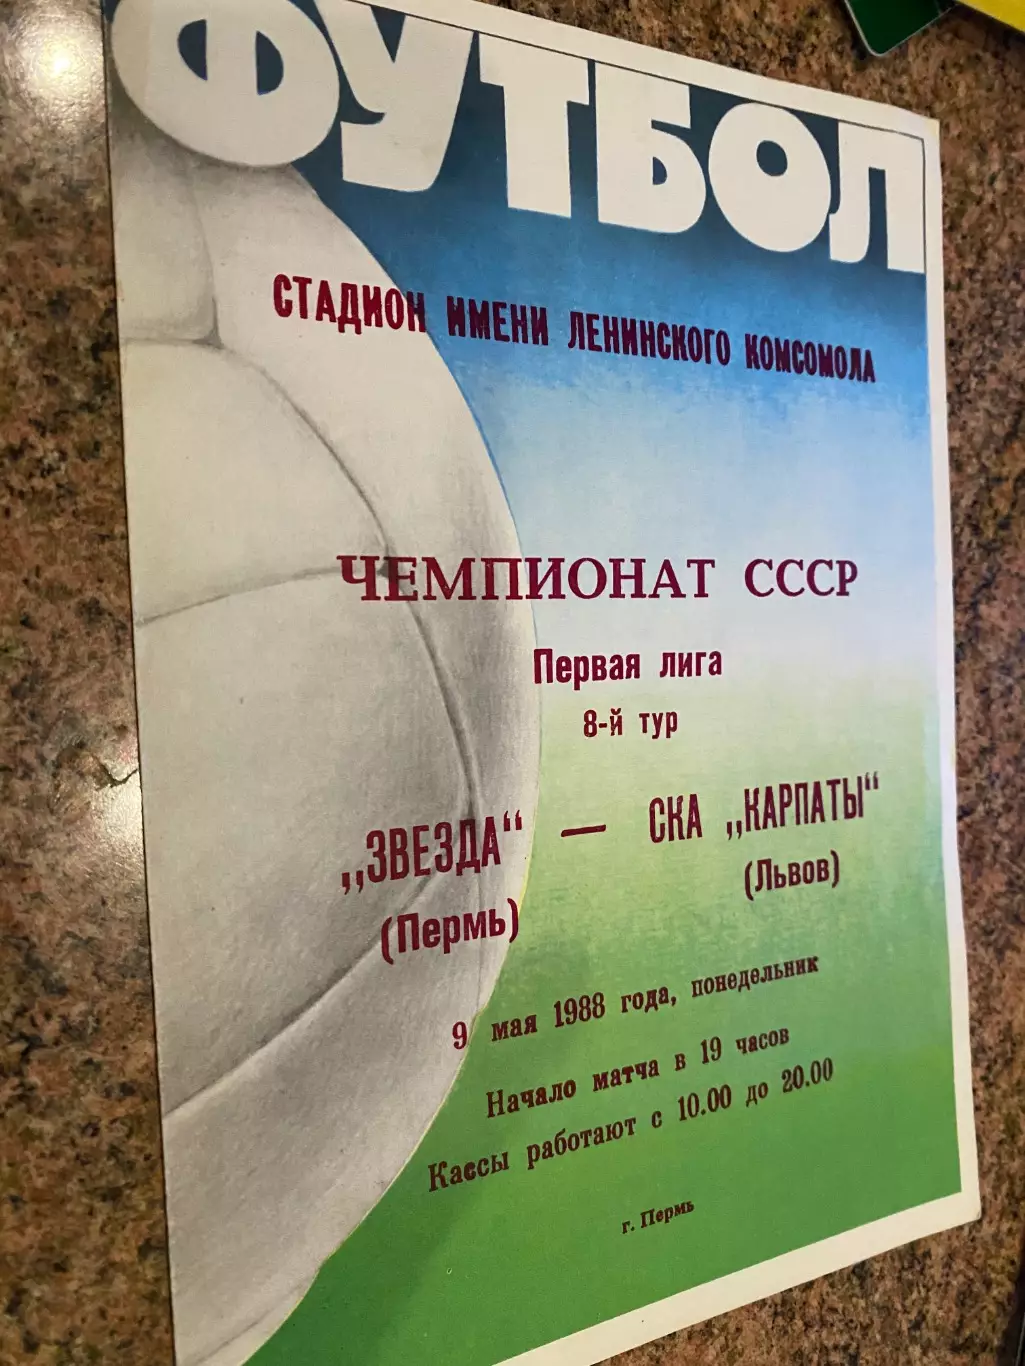 ФУТБОЛ
СТАДИОН ИМЕНИ ЛЕНИНСКОГО КОМСОМОЛА
ЧЕМПИОНАТ СССР
Первая лига
8-й тур
„ЗВЕЗДА“ — СКА „КАРПАТЫ“
(Пермь) (Львов)
9 мая 1988 года, понедельник
Начало матча в 19 часов
Кассы работают с 10.00 до 20.00
г. Пермь